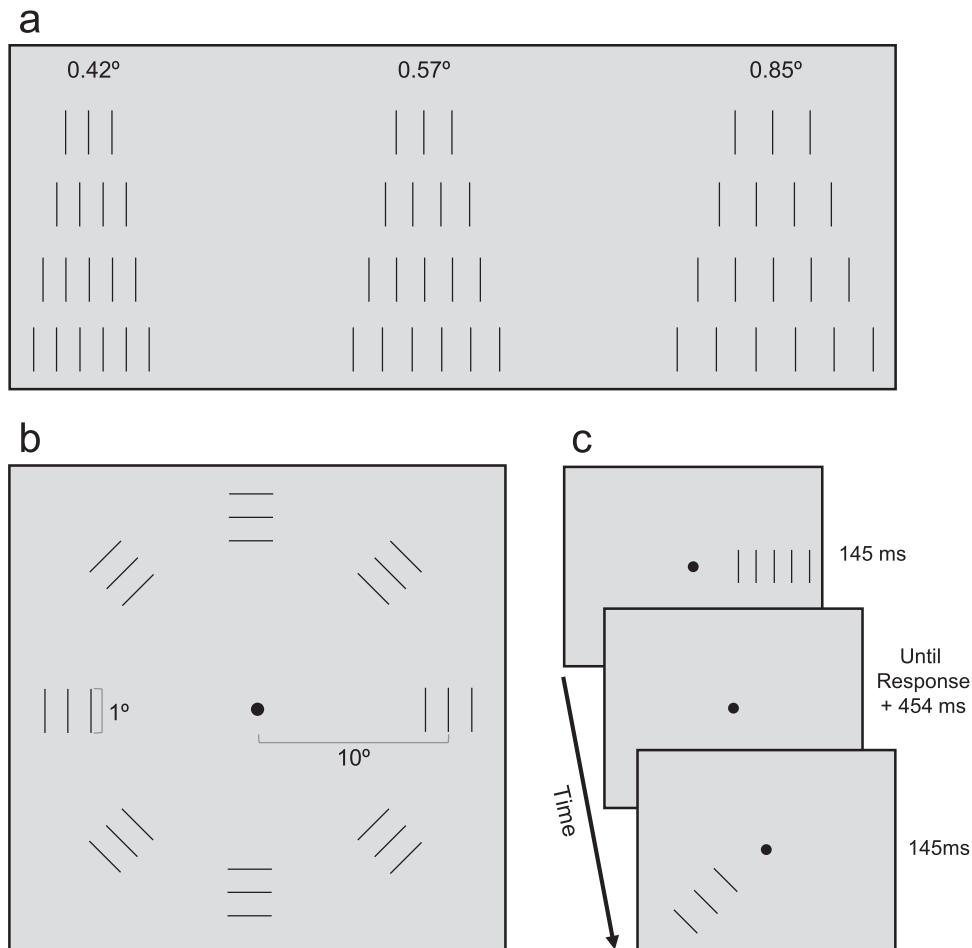 a
0.42º 0.57º 0.85º
b
1º
10º
c
145 ms
Until
Response
+ 454 ms
Time
145ms